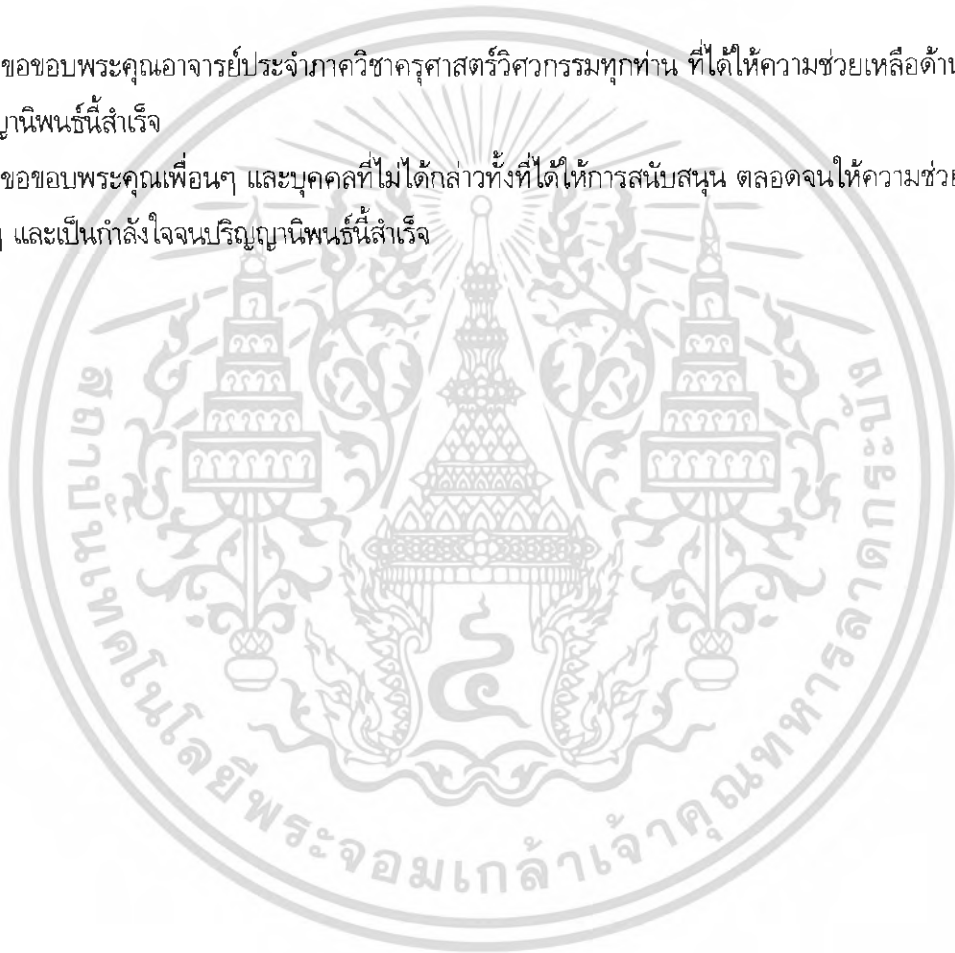 ขอขอบพระคุณอาจารย์ประจำภาควิชาครุศาสตร์วิศวกรรมทุกท่าน ที่ได้ให้ความช่วยเหลือด้าน
ญานิพนธ์นี้สำเร็จ
ขอขอบพระคุณเพื่อนๆ และบุคคลที่ไม่ได้กล่าวทั้งที่ได้ให้การสนับสนุน ตลอดจนให้ความช่วย
ๆ และเป็นกำลังใจจนปริญญานิพนธ์นี้สำเร็จ
สถาบันเทคโนโลยีพระจอมเกล้าเจ้าคุณทหารลาดกระบัง
๔